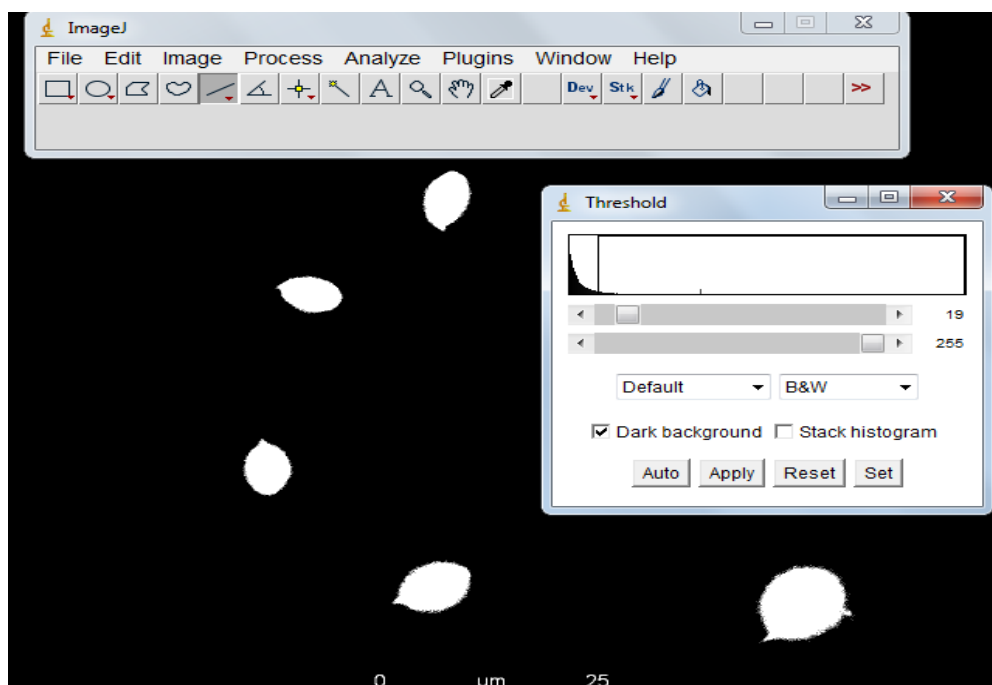 ImageJ
File Edit Image Process Analyze Plugins Window Help
A Dev Stk >>
Threshold
19
255
Default B&W
Dark background Stack histogram
Auto Apply Reset Set
0 um 25